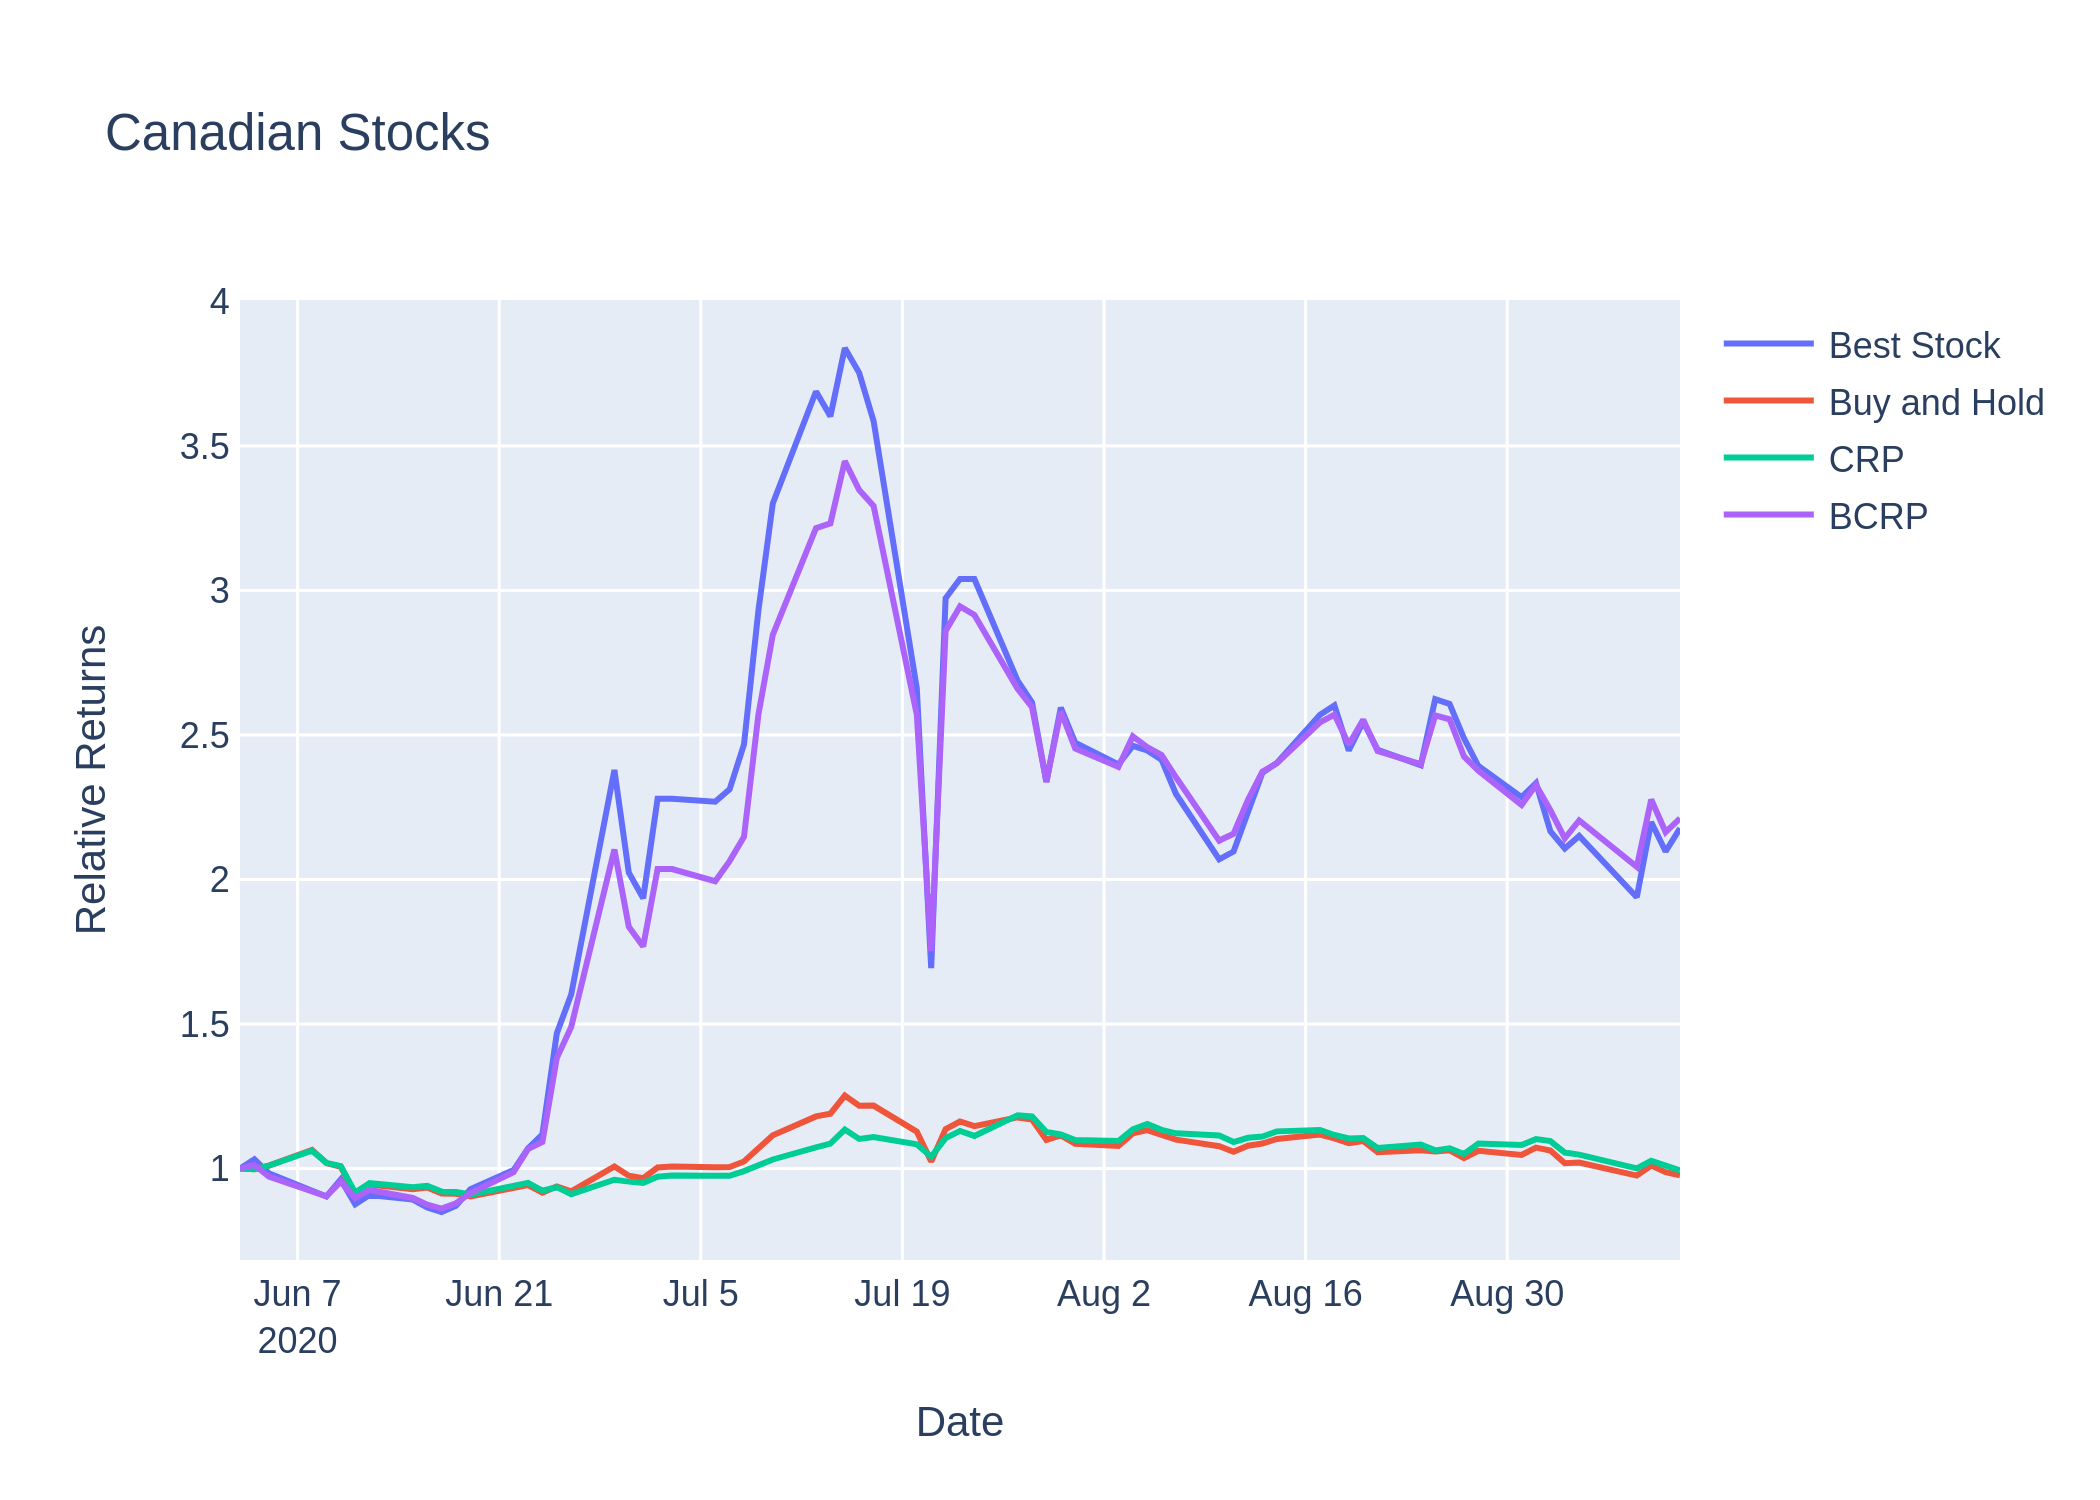 Canadian Stocks
4
3.5
3
2.5
2
1.5
1
Relative Returns
Jun 7
2020
Jun 21
Jul 5
Jul 19
Aug 2
Aug 16
Aug 30
Date
Best Stock
Buy and Hold
CRP
BCRP